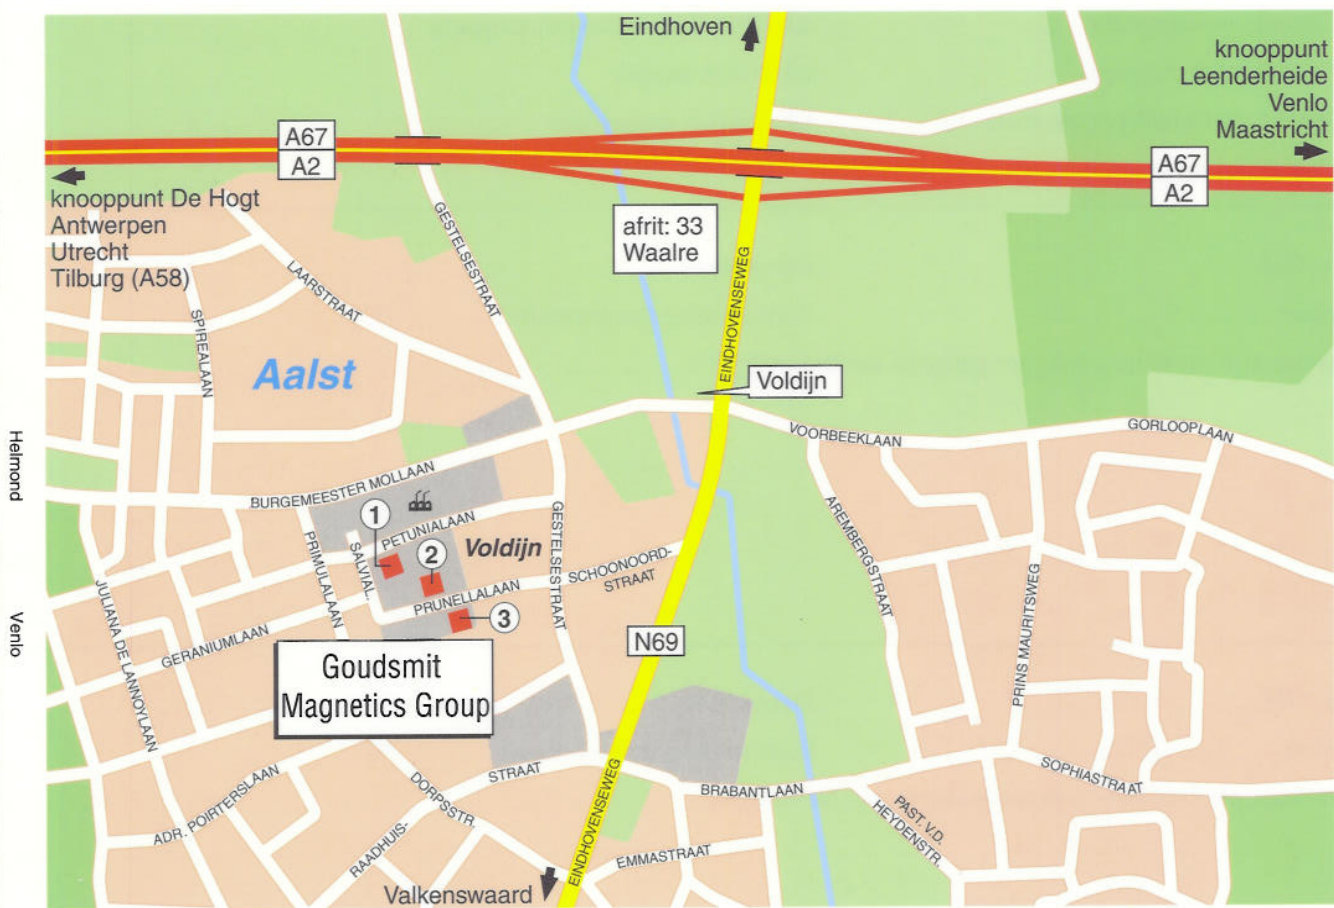 Eindhoven
knooppunt
Leenderheide
Venlo
Maastricht
A67
A2
A67
A2
knooppunt De Hogt
Antwerpen
Utrecht
Tilburg (A58)
afrit: 33
Waalre
GESTELSESTRAAT
LAARSTRAAT
SPIREALAAN
EINDHOVENSEWEG
Aalst
Voldijn
VOORBEEKLAAN
GORLOOPLAAN
Helmond
BURGEMEESTER MOLLAAN
1
PETUNIALAAN
PRIMULALAAN
SALVIAL.
2
Voldijn
GESTELSESTRAAT
SCHOONOORD-
STRAAT
AREMBERGSTRAAT
PRINS MAURITSWEG
PRUNELLALAAN
3
JULIANA DE LANNOYLAAN
GERANIUMLAAN
Venlo
N69
Goudsmit
Magnetics Group
STRAAT
BRABANTLAAN
SOPHIASTRAAT
ADR. POIRTERSLAAN
DORPSSTR.
RAADHUIS-
EINDHOVENSEWEG
PAST. V.D.
HEYDENSTR.
EMMASTRAAT
Valkenswaard